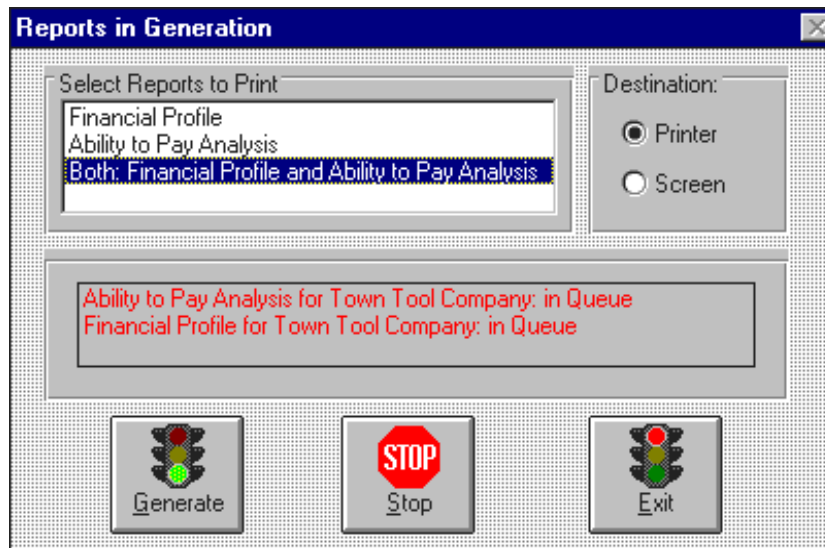 Reports in Generation
Select Reports to Print
Destination:
Financial Profile
Ability to Pay Analysis
Both: Financial Profile and Ability to Pay Analysis
Printer
Screen
Ability to Pay Analysis for Town Tool Company: in Queue
Financial Profile for Town Tool Company: in Queue
STOP
Generate
Stop
Exit